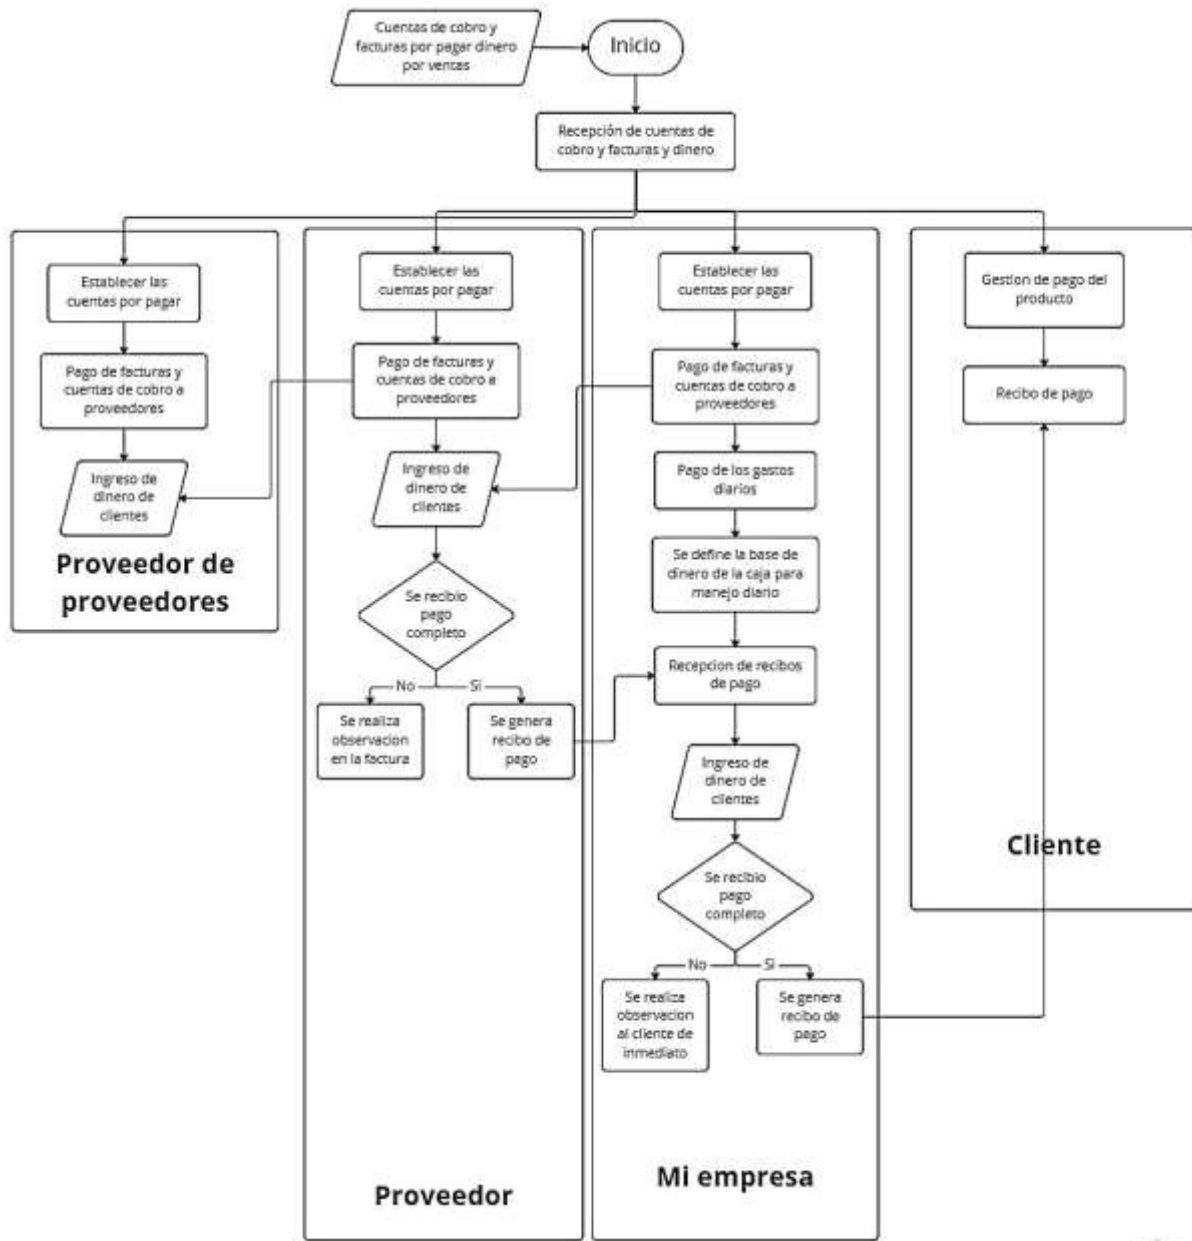 Cuentas de cobro y
facturas por pagar dinero
por ventas
Inicio
Recepción de cuentas de
cobro y facturas y dinero
Establecer las
cuentas por pagar
Pago de facturas y
cuentas de cobro a
proveedores
Ingreso de
dinero de
clientes
Proveedor de
proveedores
Establecer las
cuentas por pagar
Pago de facturas y
cuentas de cobro a
proveedores
Ingreso de
dinero de
clientes
Se recibio
pago
completo
No
Si
Se realiza
observacion
en la factura
Se genera
recibo de
pago
Proveedor
Establecer las
cuentas por pagar
Pago de facturas y
cuentas de cobro a
proveedores
Pago de los gastos
diarios
Se define la base de
dinero de la caja para
manejo diario
Recepcion de recibos
de pago
Ingreso de
dinero de
clientes
Se recibio
pago
completo
No
Si
Se realiza
observacion
al cliente de
inmediato
Se genera
recibo de
pago
Mi empresa
Gestion de pago del
producto
Recibo de pago
Cliente